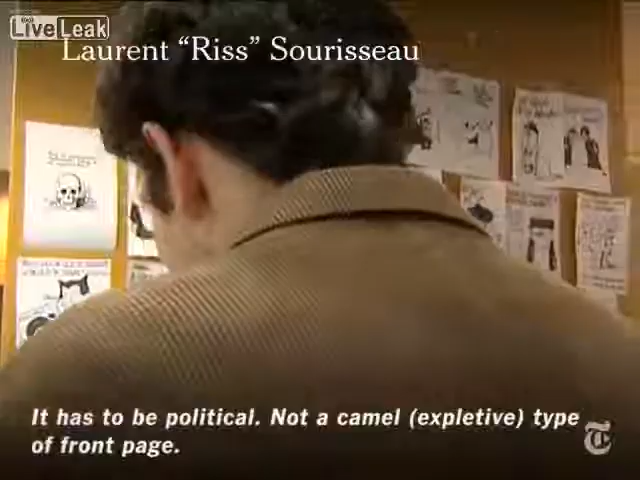 LiveLeak
Laurent “Riss” Sourisseau
It has to be political. Not a camel (expletive) type
of front page.